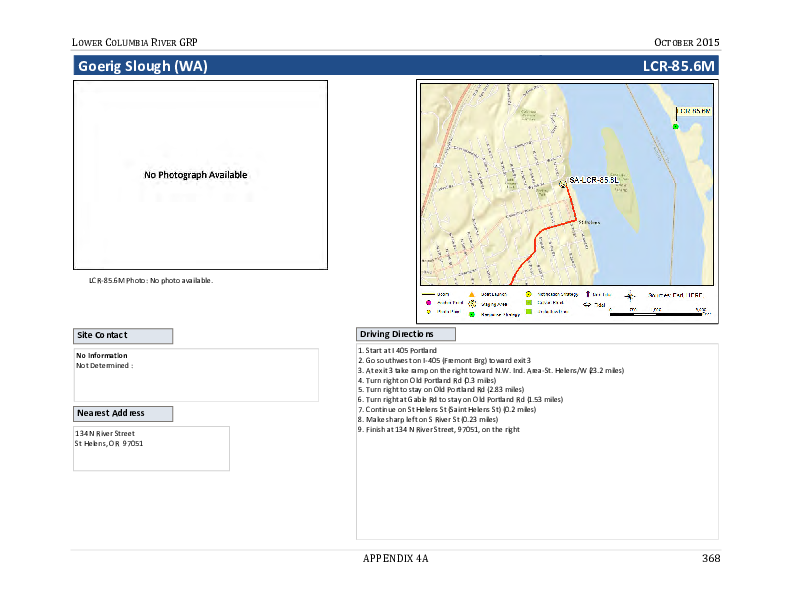 LOWER COLUMBIA RIVER GRP
OCTOBER 2015
Goerig Slough (WA)
LCR-85.6M
No Photograph Available
LCR-85.6M
SA-LCR-85.8L
St Helens
Sources: Esri, HERE,
LCR-85.6M Photo: No photo available.
Site Contact
No Information
Not Determined :
Nearest Address
134 N River Street
St Helens, OR 97051
Driving Directions
1. Start at I 405 Portland
2. Go southwest on I-405 (Fremont Brg) toward exit 3
3. At exit 3 take ramp on the right toward N.W. Ind. Area-St. Helens/W (23.2 miles)
4. Turn right on Old Portland Rd (0.3 miles)
5. Turn right to stay on Old Portland Rd (2.83 miles)
6. Turn right at Gable Rd to stay on Old Portland Rd (1.53 miles)
7. Continue on St Helens St (Saint Helens St) (0.2 miles)
8. Make sharp left on S River St (0.23 miles)
9. Finish at 134 N River Street, 97051, on the right
APPENDIX 4A
368